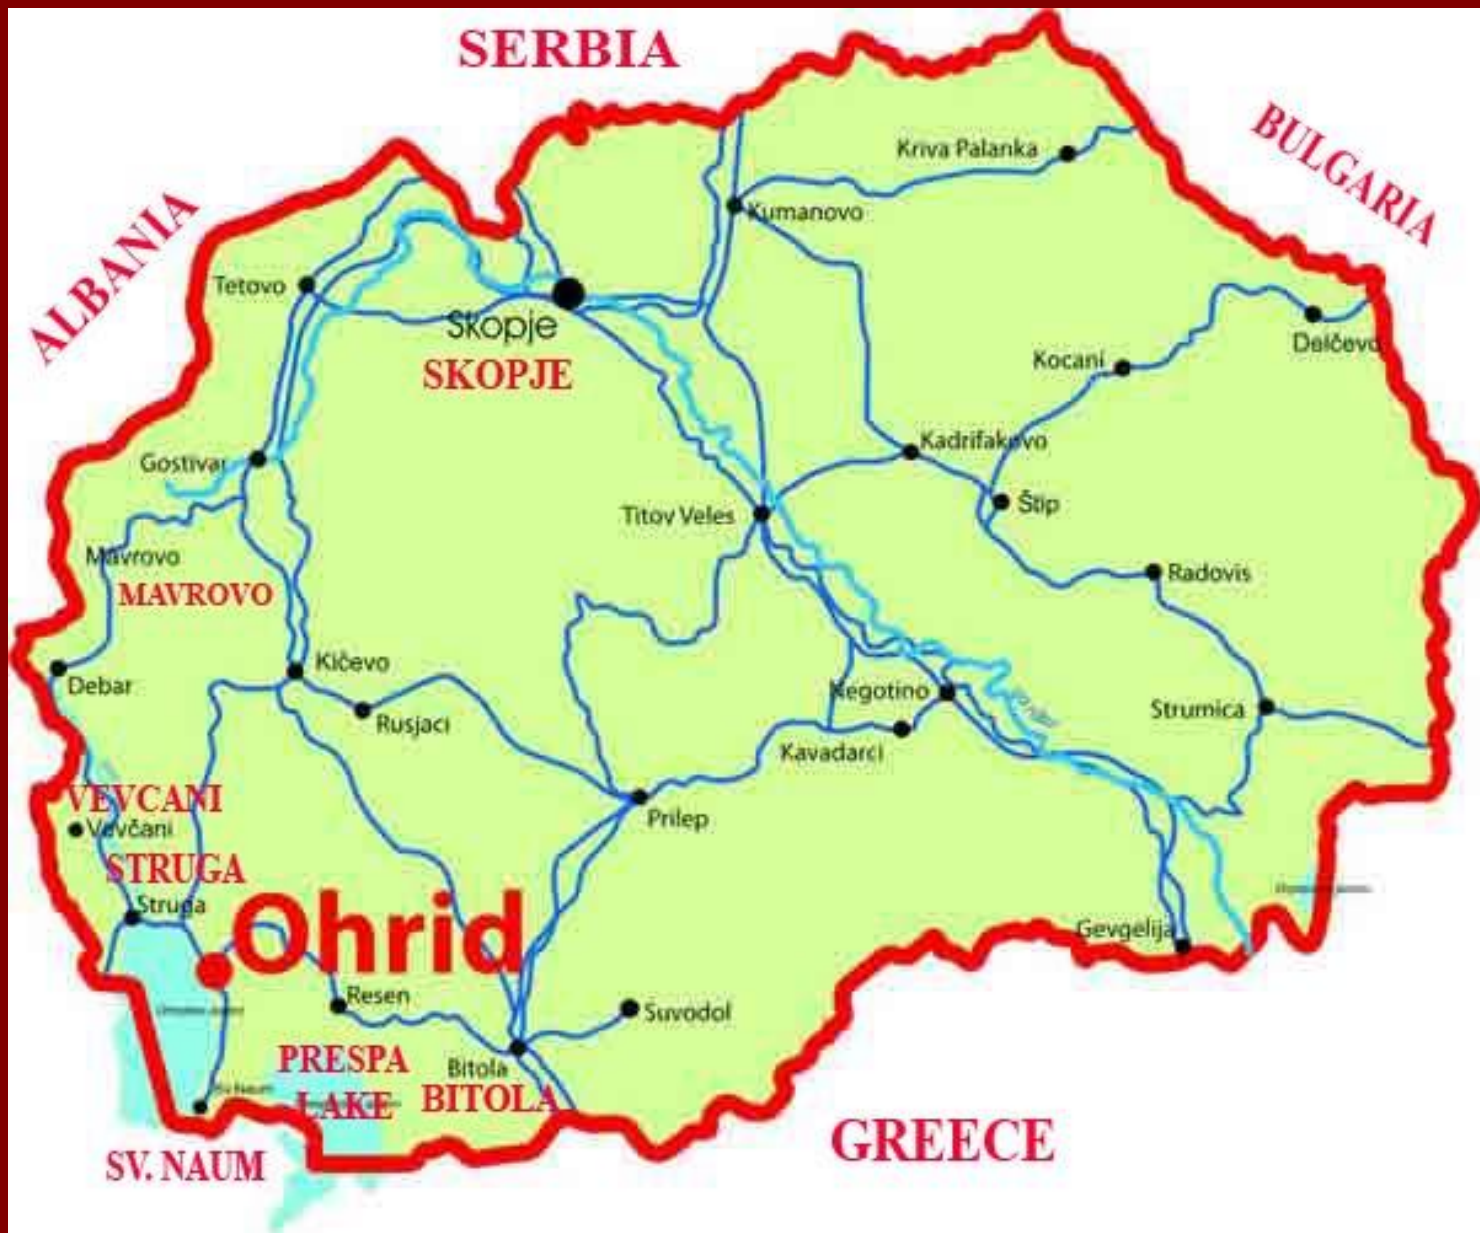 SERBIA
BULGARIA
ALBANIA
Kriva Palanka
Kumanovo
Tetovo
Skopje
SKOPJE
Delčevo
Kocani
Kadrifakovo
Gostivar
Štip
Titov Veles
Mavrovo
MAVROVO
Radovis
Kičevo
Debar
Negotino
Strumica
Rusjaci
Kavadarci
VEVCANI
Vevčani
Prilep
STRUGA
Struga
Ohrid
Gevgelija
Resen
Suvodol
PRESPA
LAKE
Bitola
BITOLA
Sv Naum
SV. NAUM
GREECE